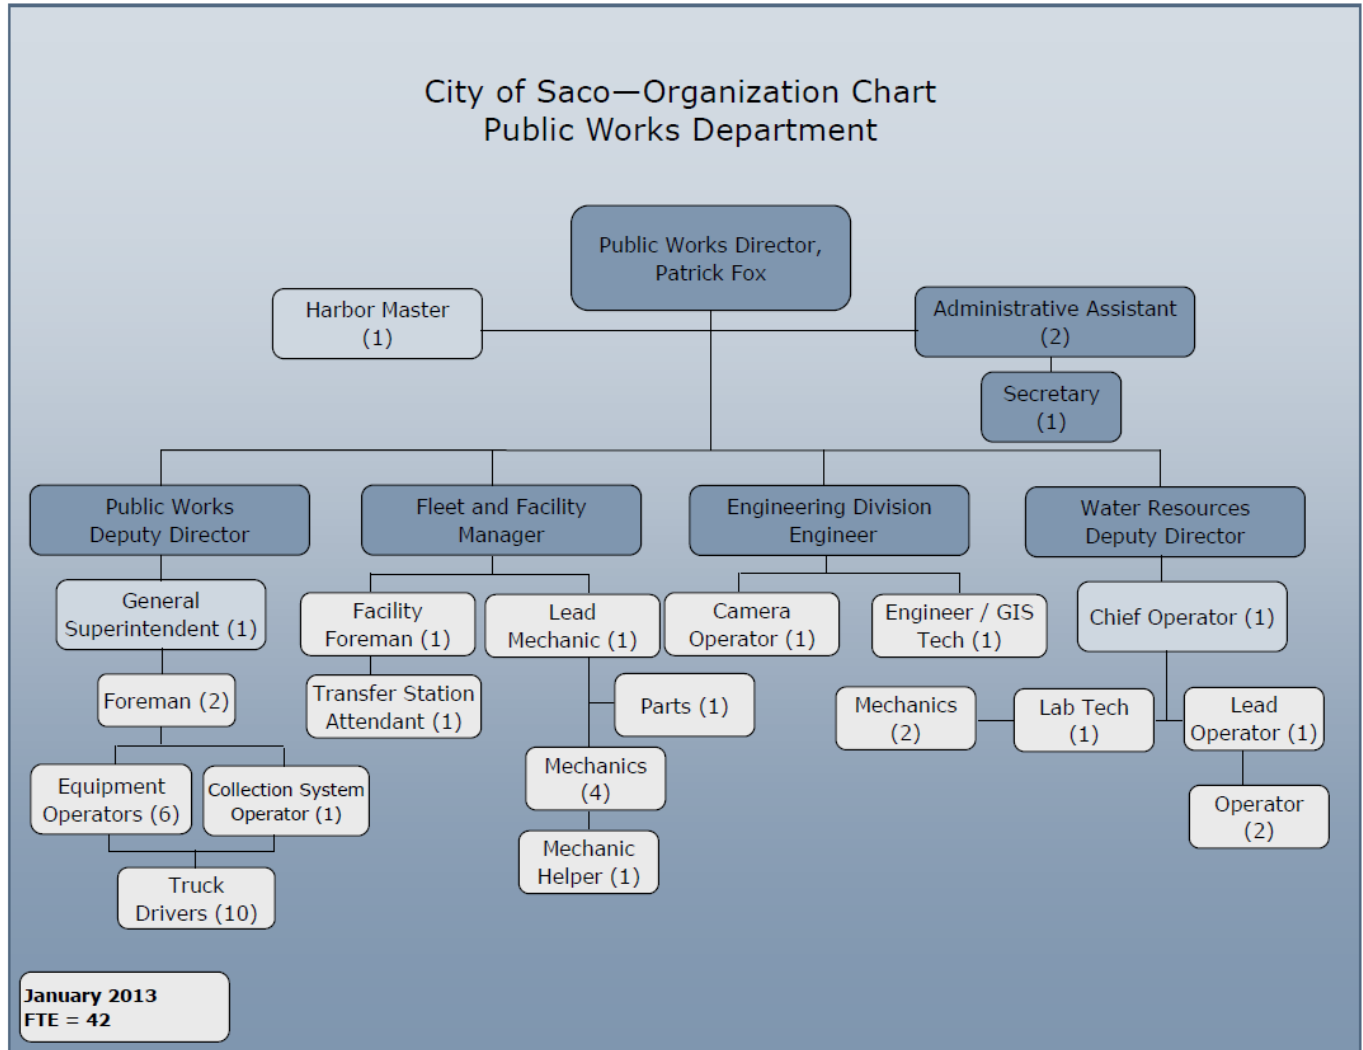 City of Saco—Organization Chart
Public Works Department
Public Works Director,
Patrick Fox
Harbor Master
(1)
Administrative Assistant
(2)
Secretary
(1)
Public Works
Deputy Director
Fleet and Facility
Manager
Engineering Division
Engineer
Water Resources
Deputy Director
General
Superintendent (1)
Facility
Foreman (1)
Lead
Mechanic (1)
Camera
Operator (1)
Engineer / GIS
Tech (1)
Chief Operator (1)
Foreman (2)
Transfer Station
Attendant (1)
Parts (1)
Mechanics
(2)
Lab Tech
(1)
Lead
Operator (1)
Equipment
Operators (6)
Collection System
Operator (1)
Mechanics
(4)
Operator
(2)
Mechanic
Helper (1)
Truck
Drivers (10)
January 2013
FTE = 42